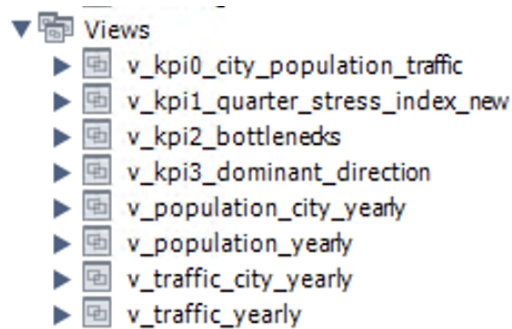 Views
v_kpi0_city_population_traffic
v_kpi1_quarter_stress_index_new
v_kpi2_bottlenecks
v_kpi3_dominant_direction
v_population_city_yearly
v_population_yearly
v_traffic_city_yearly
v_traffic_yearly